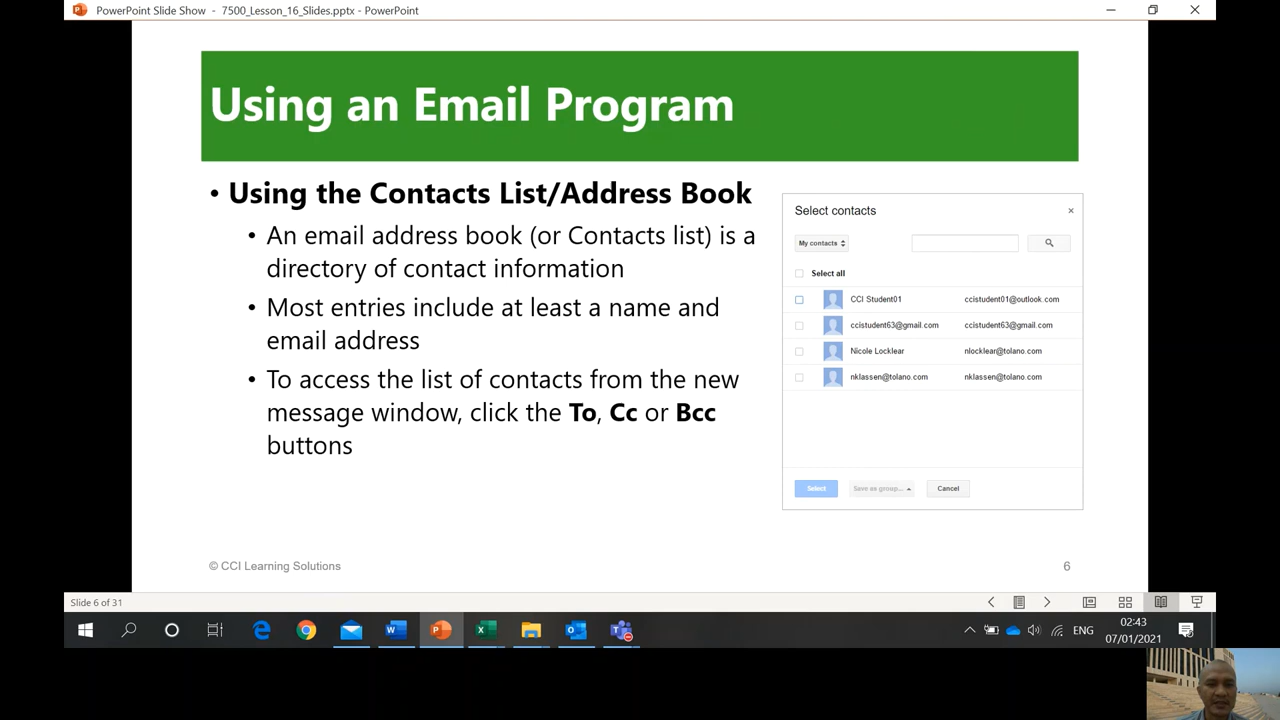 PowerPoint Slide Show - 7500_Lesson_16_Slides.pptx - PowerPoint
Using an Email Program
• Using the Contacts List/Address Book
• An email address book (or Contacts list) is a
directory of contact information
• Most entries include at least a name and
email address
• To access the list of contacts from the new
message window, click the To, Cc or Bcc
buttons
Select contacts
My contacts
Select all
CCI Student01 ccistudent01@outlook.com
ccistudent63@gmail.com ccistudent63@gmail.com
Nicole Locklear nlocklear@tolano.com
nklassen@tolano.com nklassen@tolano.com
Select Save as group... Cancel
© CCI Learning Solutions 6
Slide 6 of 31
ENG
02:43
07/01/2021